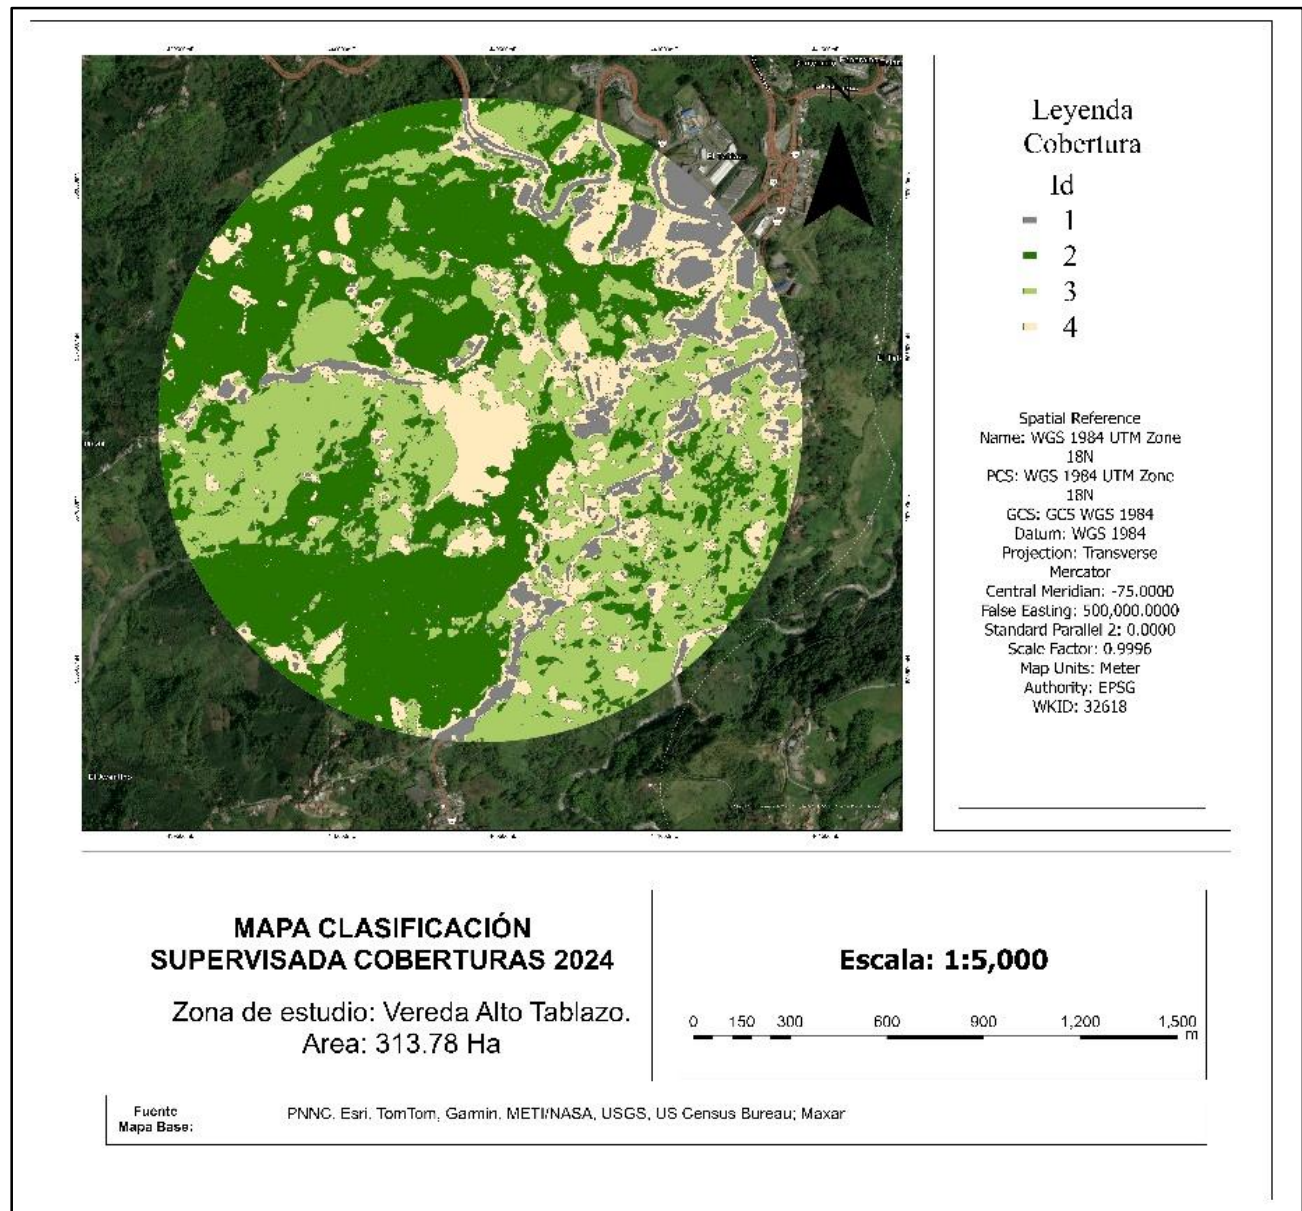 N
Leyenda
Cobertura
Id
1
2
3
4
Spatial Reference
Name: WGS 1984 UTM Zone
18N
PCS: WGS 1984 UTM Zone
18N
GCS: GCS WGS 1984
Datum: WGS 1984
Projection: Transverse
Mercator
Central Meridian: -75.0000
False Easting: 500,000.0000
Standard Parallel 2: 0.0000
Scale Factor: 0.9996
Map Units: Meter
Authority: EPSG
WKID: 32618
MAPA CLASIFICACIÓN
SUPERVISADA COBERTURAS 2024
Zona de estudio: Vereda Alto Tablazo.
Area: 313.78 Ha
Escala: 1:5,000
0 150 300 600 900 1,200 1,500
m
Fuente
Mapa Base:
PNNC, Esri, TomTom, Garmin, METI/NASA, USGS, US Census Bureau; Maxar